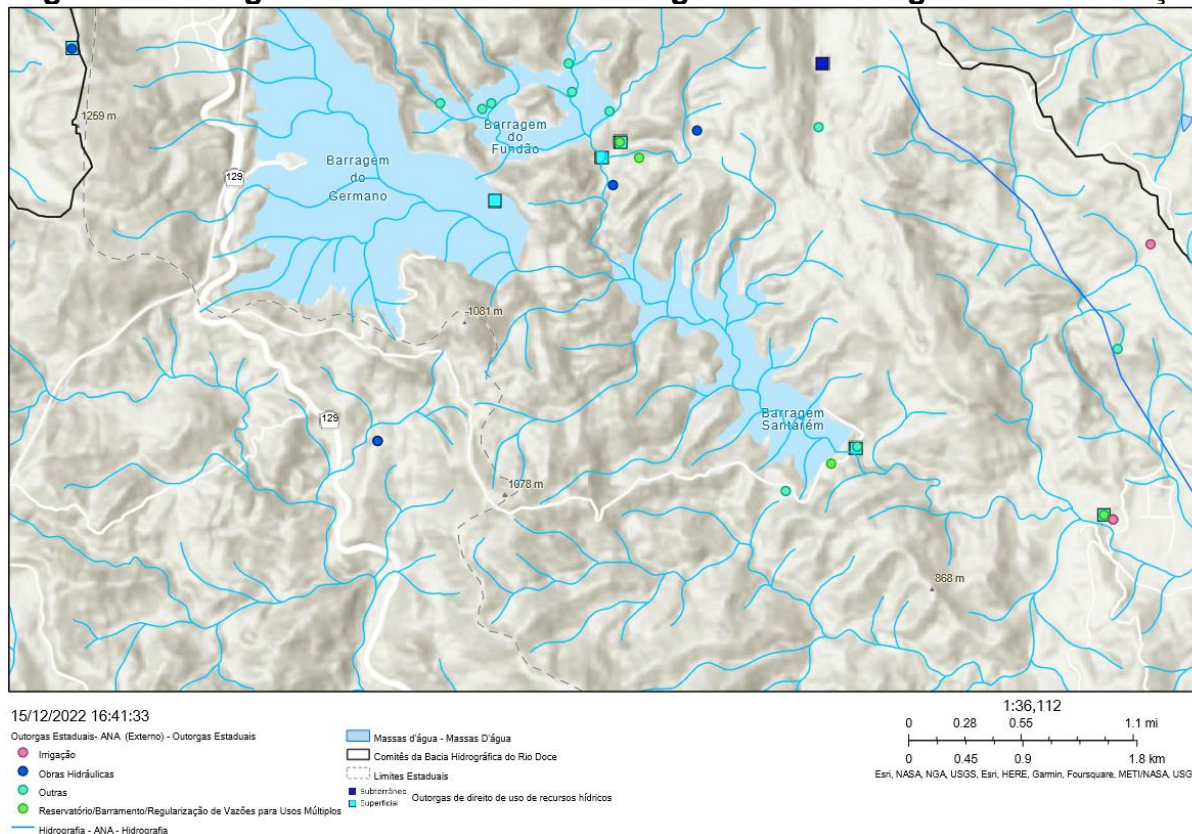 1259 m
129
Barragem
do
Germano
Barragem
do
Fundão
1081 m
129
1078 m
Barragem
Santarém
868 m
15/12/2022 16:41:33
Outorgas Estaduais- ANA (Externo) - Outorgas Estaduais
Irrigação
Obras Hidráulicas
Outras
Reservatório/Barramento/Regularização de Vazões para Usos Múltiplos
Hidrografia - ANA - Hidrografia
Massas d'água - Massas D'água
Comitês da Bacia Hidrográfica do Rio Doce
Limites Estaduais
Subterrâneo
Superficial
Outorgas de direito de uso de recursos hídricos
1:36,112
0 0.28 0.55 1.1 mi
0 0.45 0.9 1.8 km
Esri, NASA, NGA, USGS, Esri, HERE, Garmin, Foursquare, METI/NASA, USG